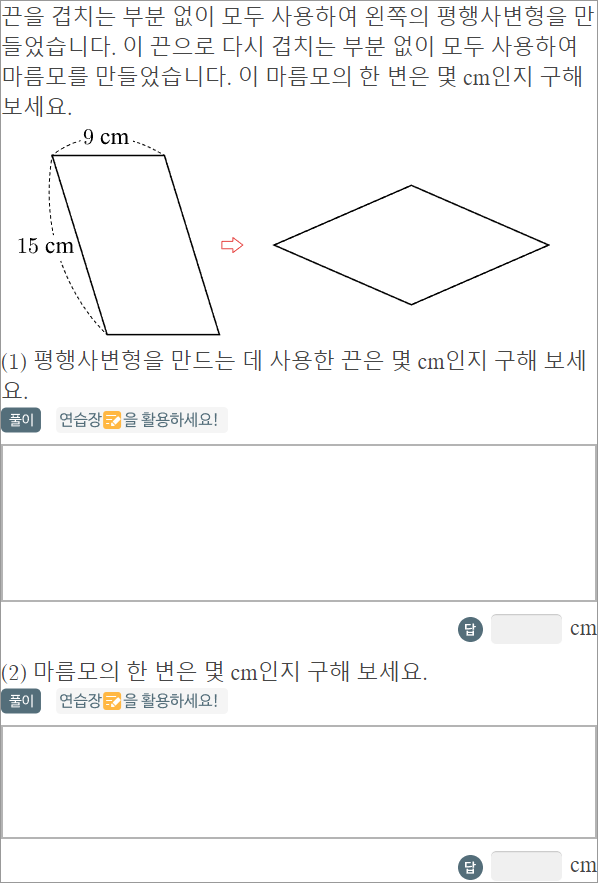 끈을 겹치는 부분 없이 모두 사용하여 왼쪽의 평행사변형을 만
들었습니다. 이 끈으로 다시 겹치는 부분 없이 모두 사용하여
마름모를 만들었습니다. 이 마름모의 한 변은 몇 cm인지 구해
보세요.
9 cm
15 cm
(1) 평행사변형을 만드는 데 사용한 끈은 몇 cm인지 구해 보세
요.
풀이 연습장을 활용하세요!
답 cm
(2) 마름모의 한 변은 몇 cm인지 구해 보세요.
풀이 연습장을 활용하세요!
답 cm